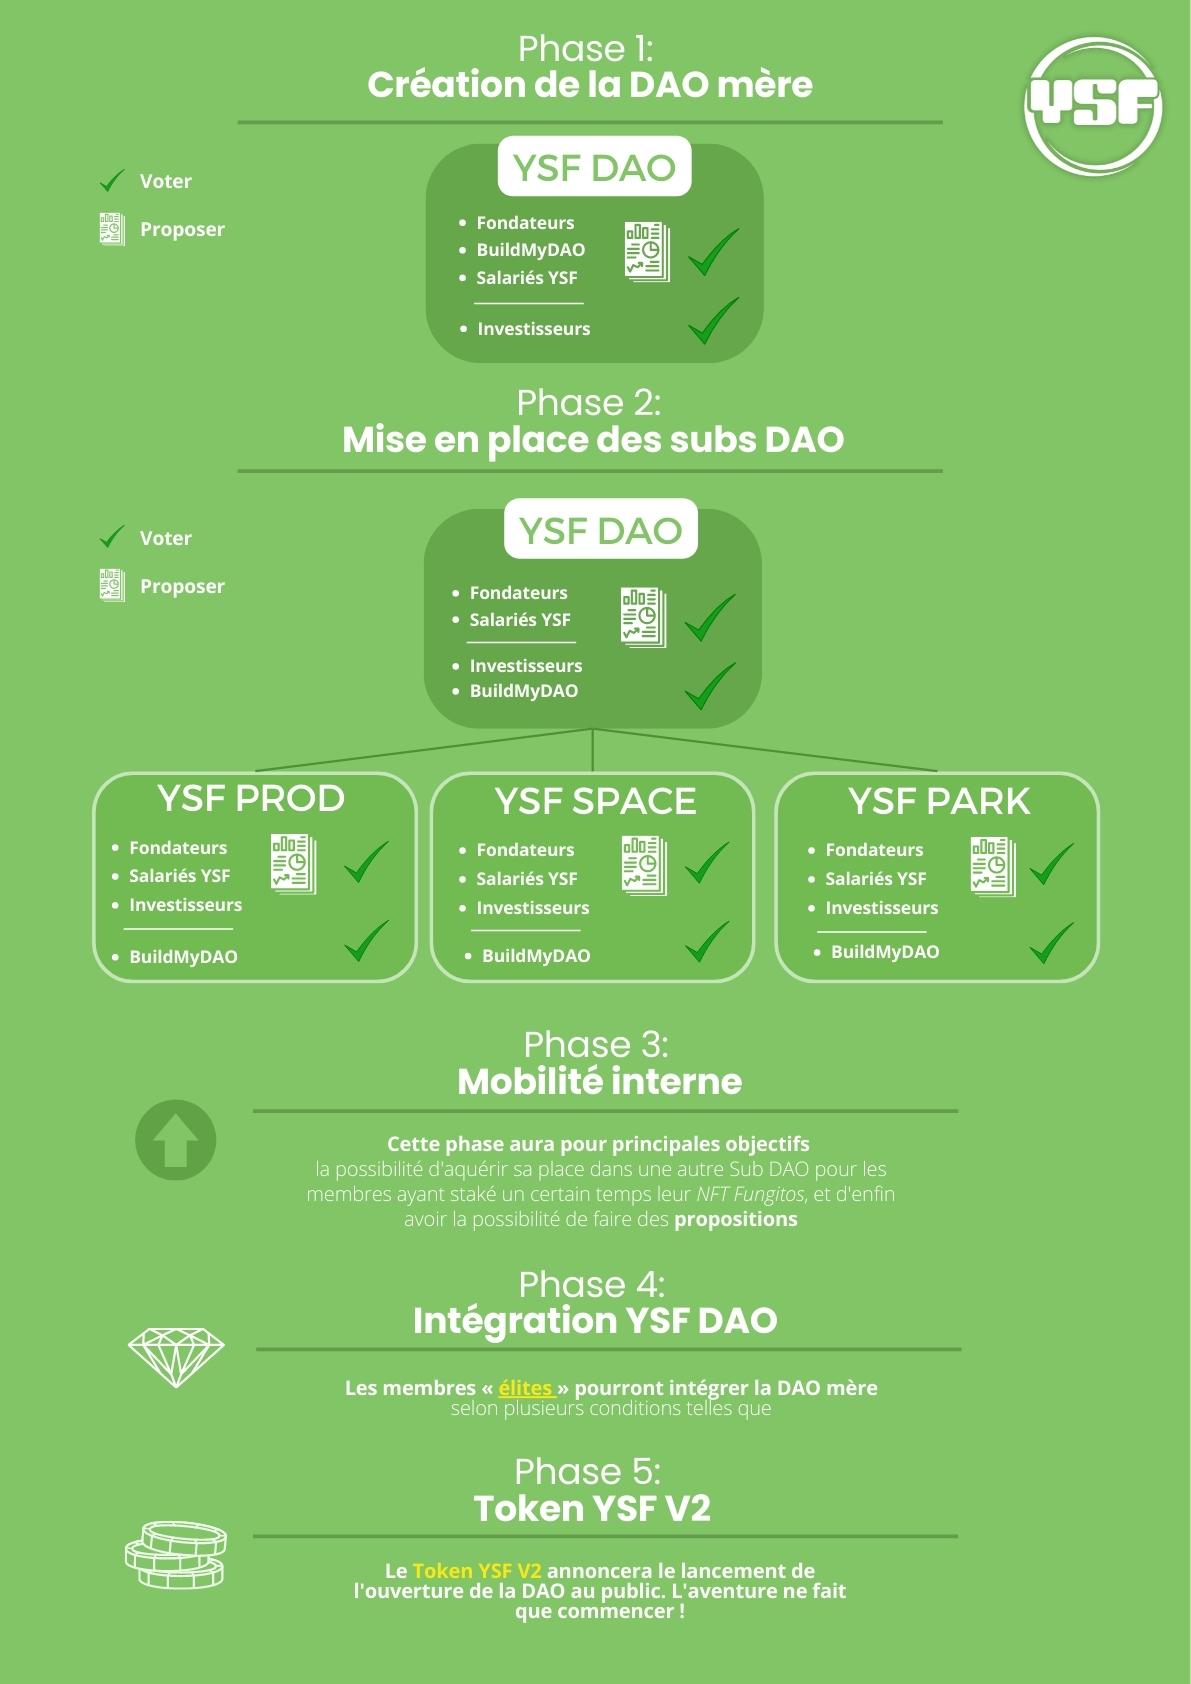 Phase 1:
Création de la DAO mère
YSF
Voter
Proposer
YSF DAO
Fondateurs
BuildMyDAO
Salariés YSF
Investisseurs
Phase 2:
Mise en place des subs DAO
Voter
Proposer
YSF DAO
Fondateurs
Salariés YSF
Investisseurs
BuildMyDAO
YSF PROD
Fondateurs
Salariés YSF
Investisseurs
BuildMyDAO
YSF SPACE
Fondateurs
Salariés YSF
Investisseurs
BuildMyDAO
YSF PARK
Fondateurs
Salariés YSF
Investisseurs
BuildMyDAO
Phase 3:
Mobilité interne
Cette phase aura pour principales objectifs
la possibilité d'aquérir sa place dans une autre Sub DAO pour les
membres ayant staké un certain temps leur NFT Fungitos, et d'enfin
avoir la possibilité de faire des propositions
Phase 4:
Intégration YSF DAO
Les membres « élites » pourront intégrer la DAO mère
selon plusieurs conditions telles que
Phase 5:
Token YSF V2
Le Token YSF V2 annoncera le lancement de
l'ouverture de la DAO au public. L'aventure ne fait
que commencer !